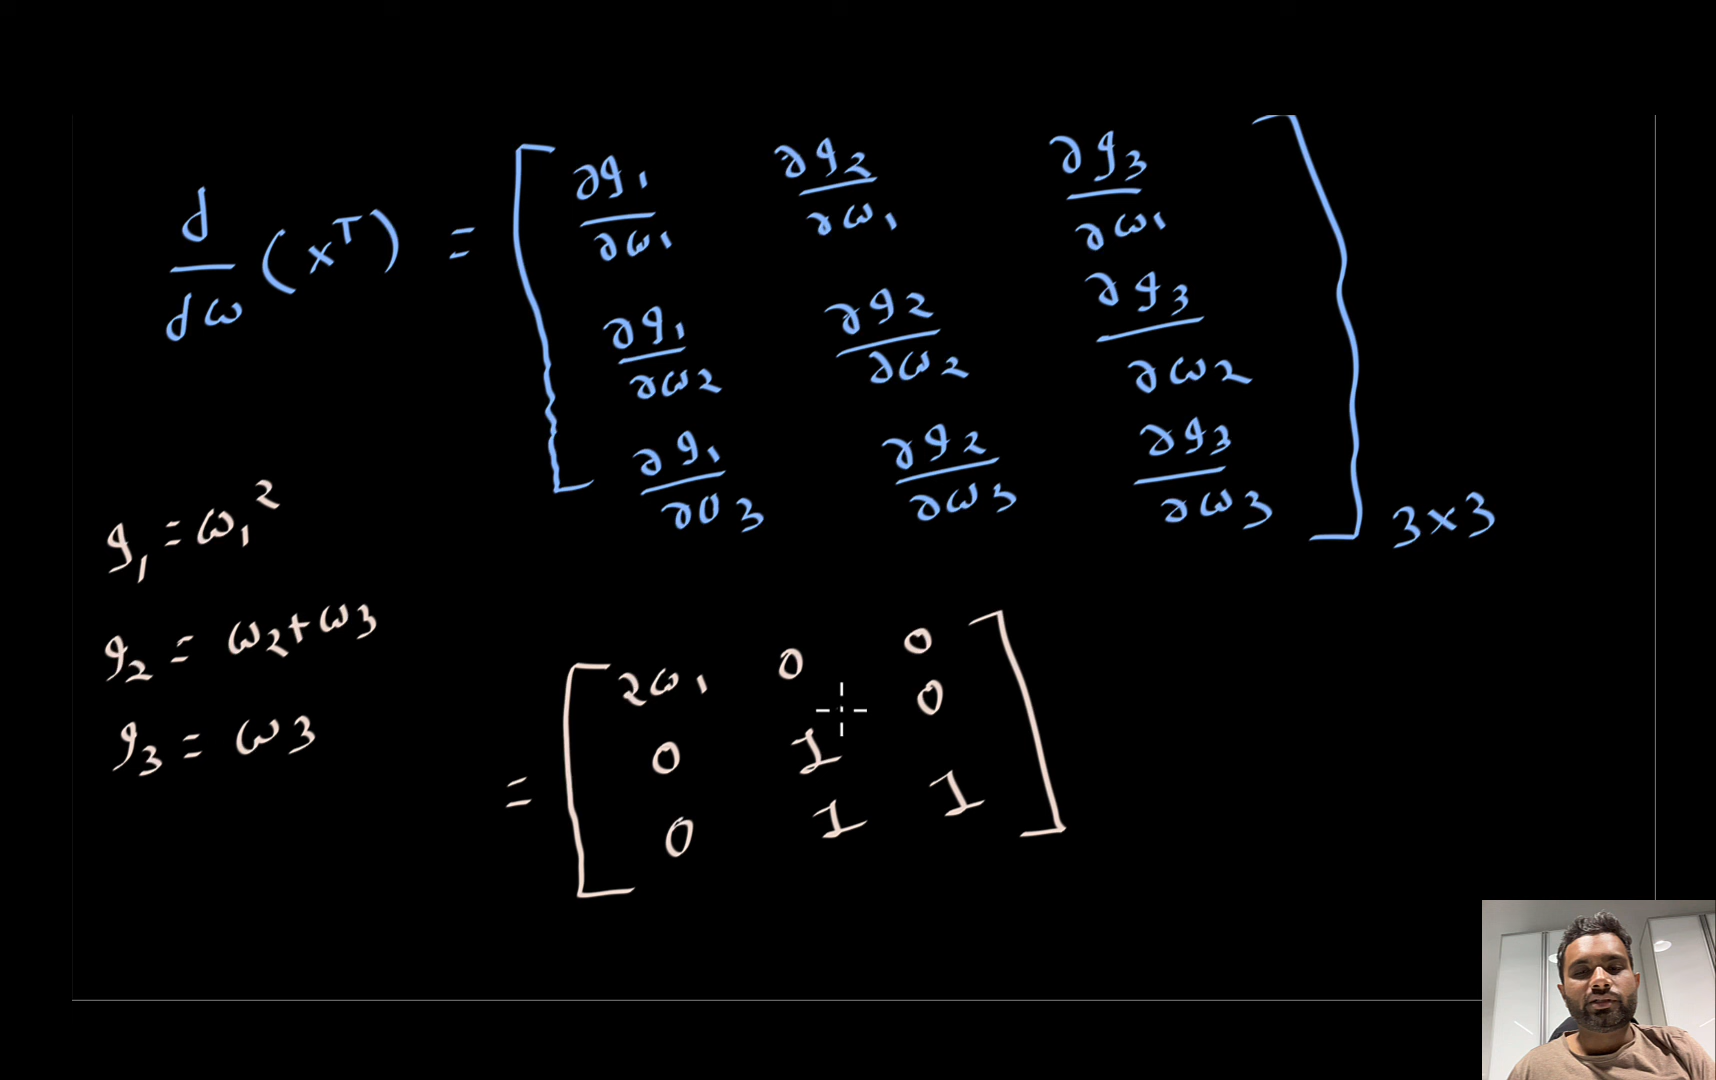 d/dω (xᵀ) = [ ∂g₁/∂ω₁ ∂g₂/∂ω₁ ∂g₃/∂ω₁
∂g₁/∂ω₂ ∂g₂/∂ω₂ ∂g₃/∂ω₂
∂g₁/∂ω₃ ∂g₂/∂ω₃ ∂g₃/∂ω₃ ] 3×3
g₁ = ω₁²
g₂ = ω₂+ω₃
g₃ = ω₃
= [ 2ω₁ 0 0
0 1 0
0 1 1 ]